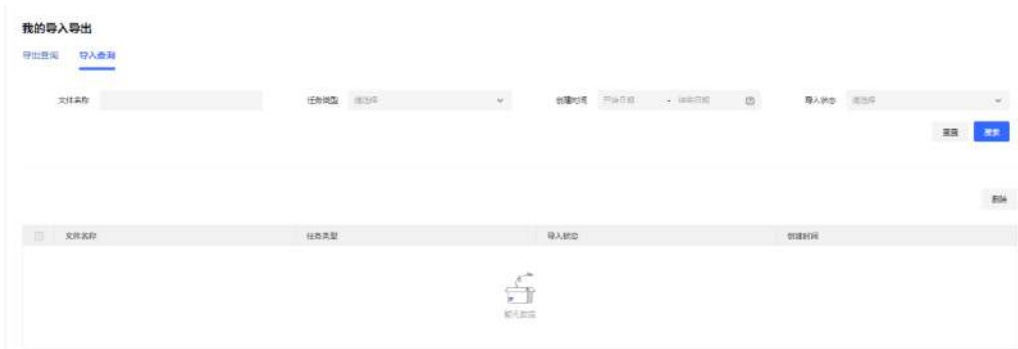 我的导入导出
导出查询 导入查询
文件名称 任务类型 请选择 创建时间 开始日期 - 结束日期 导入状态 请选择
重置 搜索
删除
文件名称 任务类型 导入状态 创建时间
暂无数据